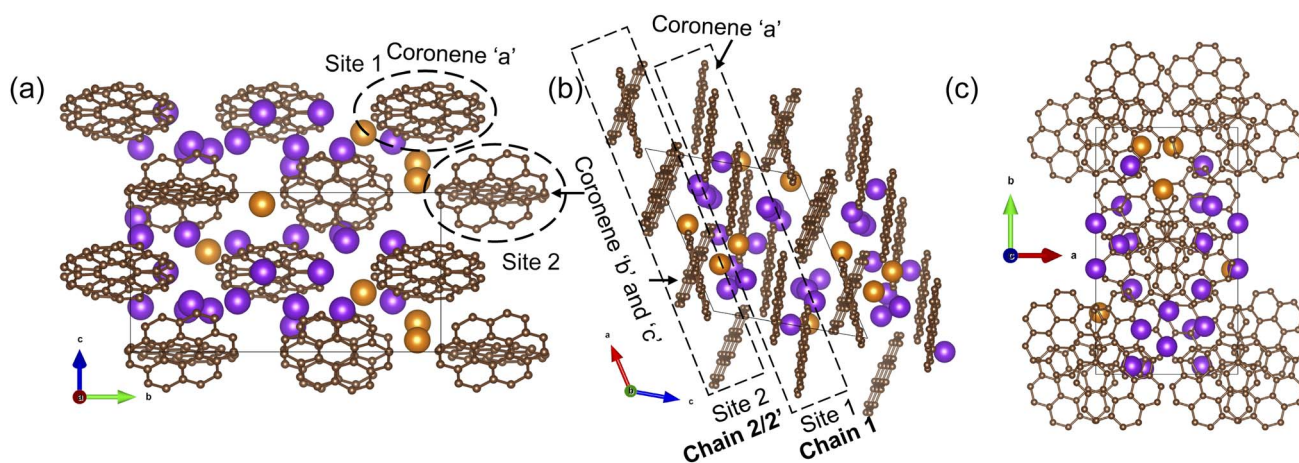 (a)
Site 1
Coronene 'a'
Coronene 'b' and 'c'
Site 2
c
a
b
(b)
Coronene 'a'
a
b
c
Site 2
Chain 2/2'
Site 1
Chain 1
(c)
b
c
a